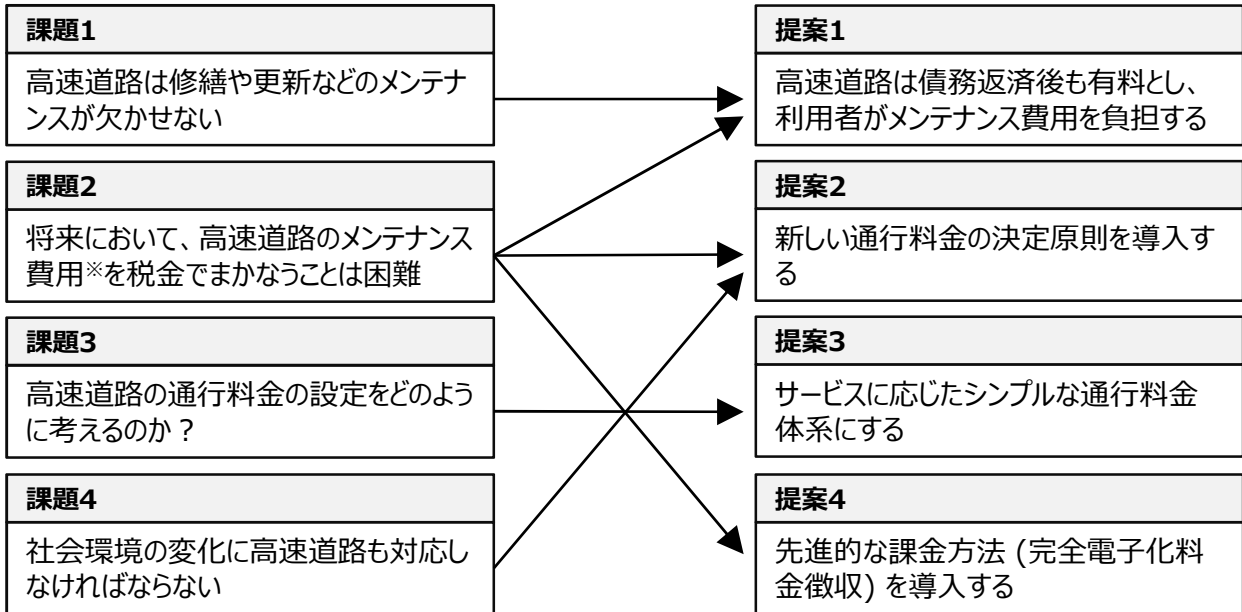 課題1
高速道路は修繕や更新などのメンテナ
ンスが欠かせない
課題2
将来において、高速道路のメンテナンス
費用※を税金でまかなうことは困難
課題3
高速道路の通行料金の設定をどのよう
に考えるのか？
課題4
社会環境の変化に高速道路も対応し
なければならない
提案1
高速道路は債務返済後も有料とし、
利用者がメンテナンス費用を負担する
提案2
新しい通行料金の決定原則を導入す
る
提案3
サービスに応じたシンプルな通行料金
体系にする
提案4
先進的な課金方法 (完全電子化料
金徴収) を導入する